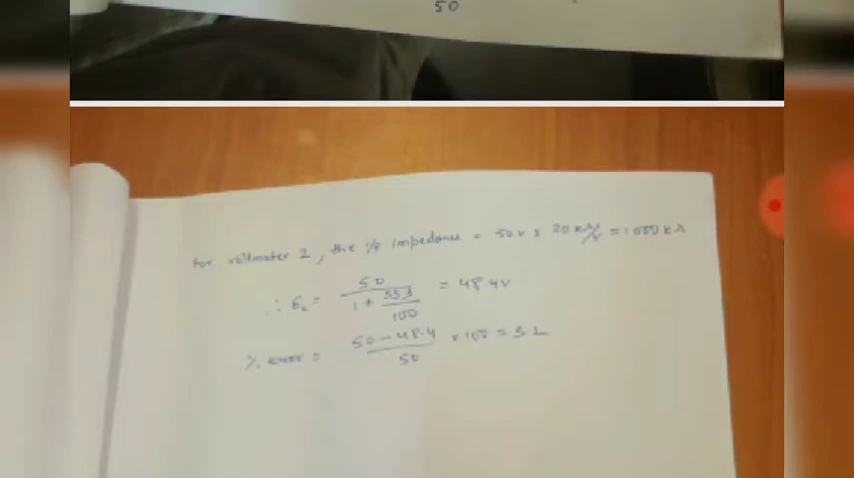 50
for voltmeter 2, the i/p impedance = 50V x 20 kΩ/V = 1000 kΩ
∴ EL = 50 / (1 + 33.3/100) = 48.4V
% error = (50 - 48.4)/50 x 100 = 3.2